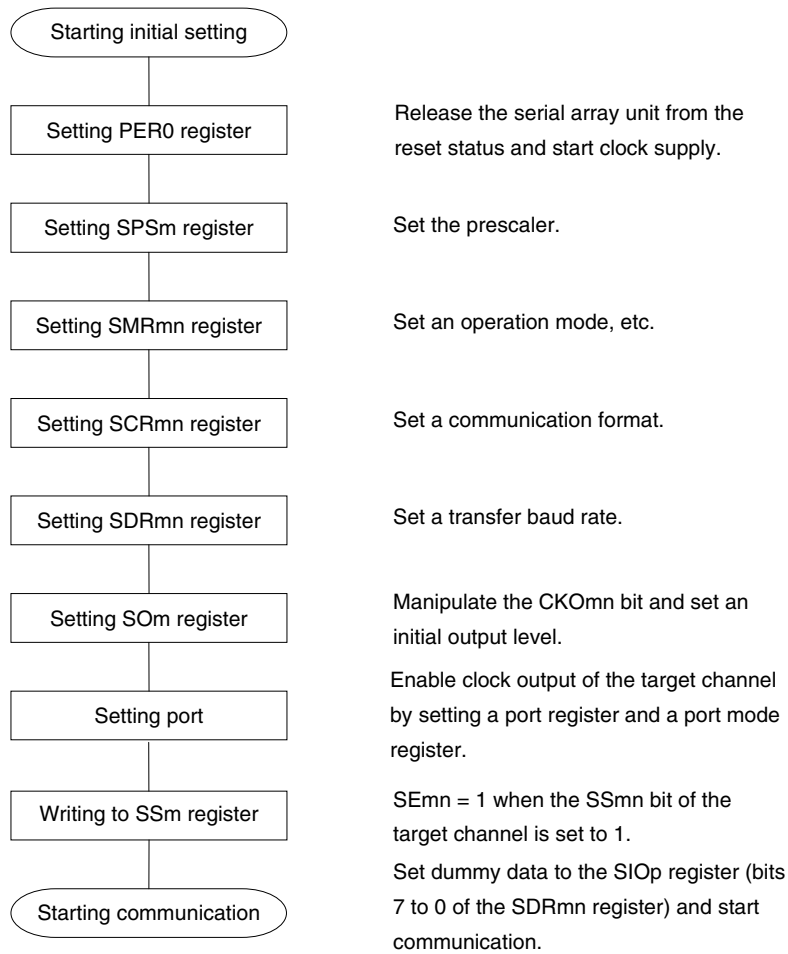 Starting initial setting
Setting PER0 register
Release the serial array unit from the
reset status and start clock supply.
Setting SPSm register
Set the prescaler.
Setting SMRmn register
Set an operation mode, etc.
Setting SCRmn register
Set a communication format.
Setting SDRmn register
Set a transfer baud rate.
Setting SOm register
Manipulate the CKOmn bit and set an
initial output level.
Setting port
Enable clock output of the target channel
by setting a port register and a port mode
register.
Writing to SSm register
SEmn = 1 when the SSmn bit of the
target channel is set to 1.
Starting communication
Set dummy data to the SIOp register (bits
7 to 0 of the SDRmn register) and start
communication.